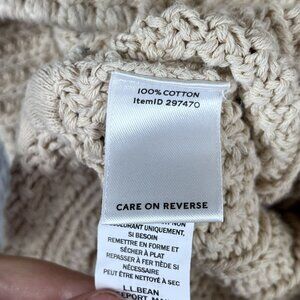 100% COTTON
ItemID 297470
CARE ON REVERSE
UNIQUEMENT,
SI BESOIN
REMETTRE EN FORME ET
SÉCHER À PLAT
REPASSER À FER TIÈDE SI
NÉCESSAIRE
PEUT ÊTRE NETTOYÉ À SEC
L.L.BEAN